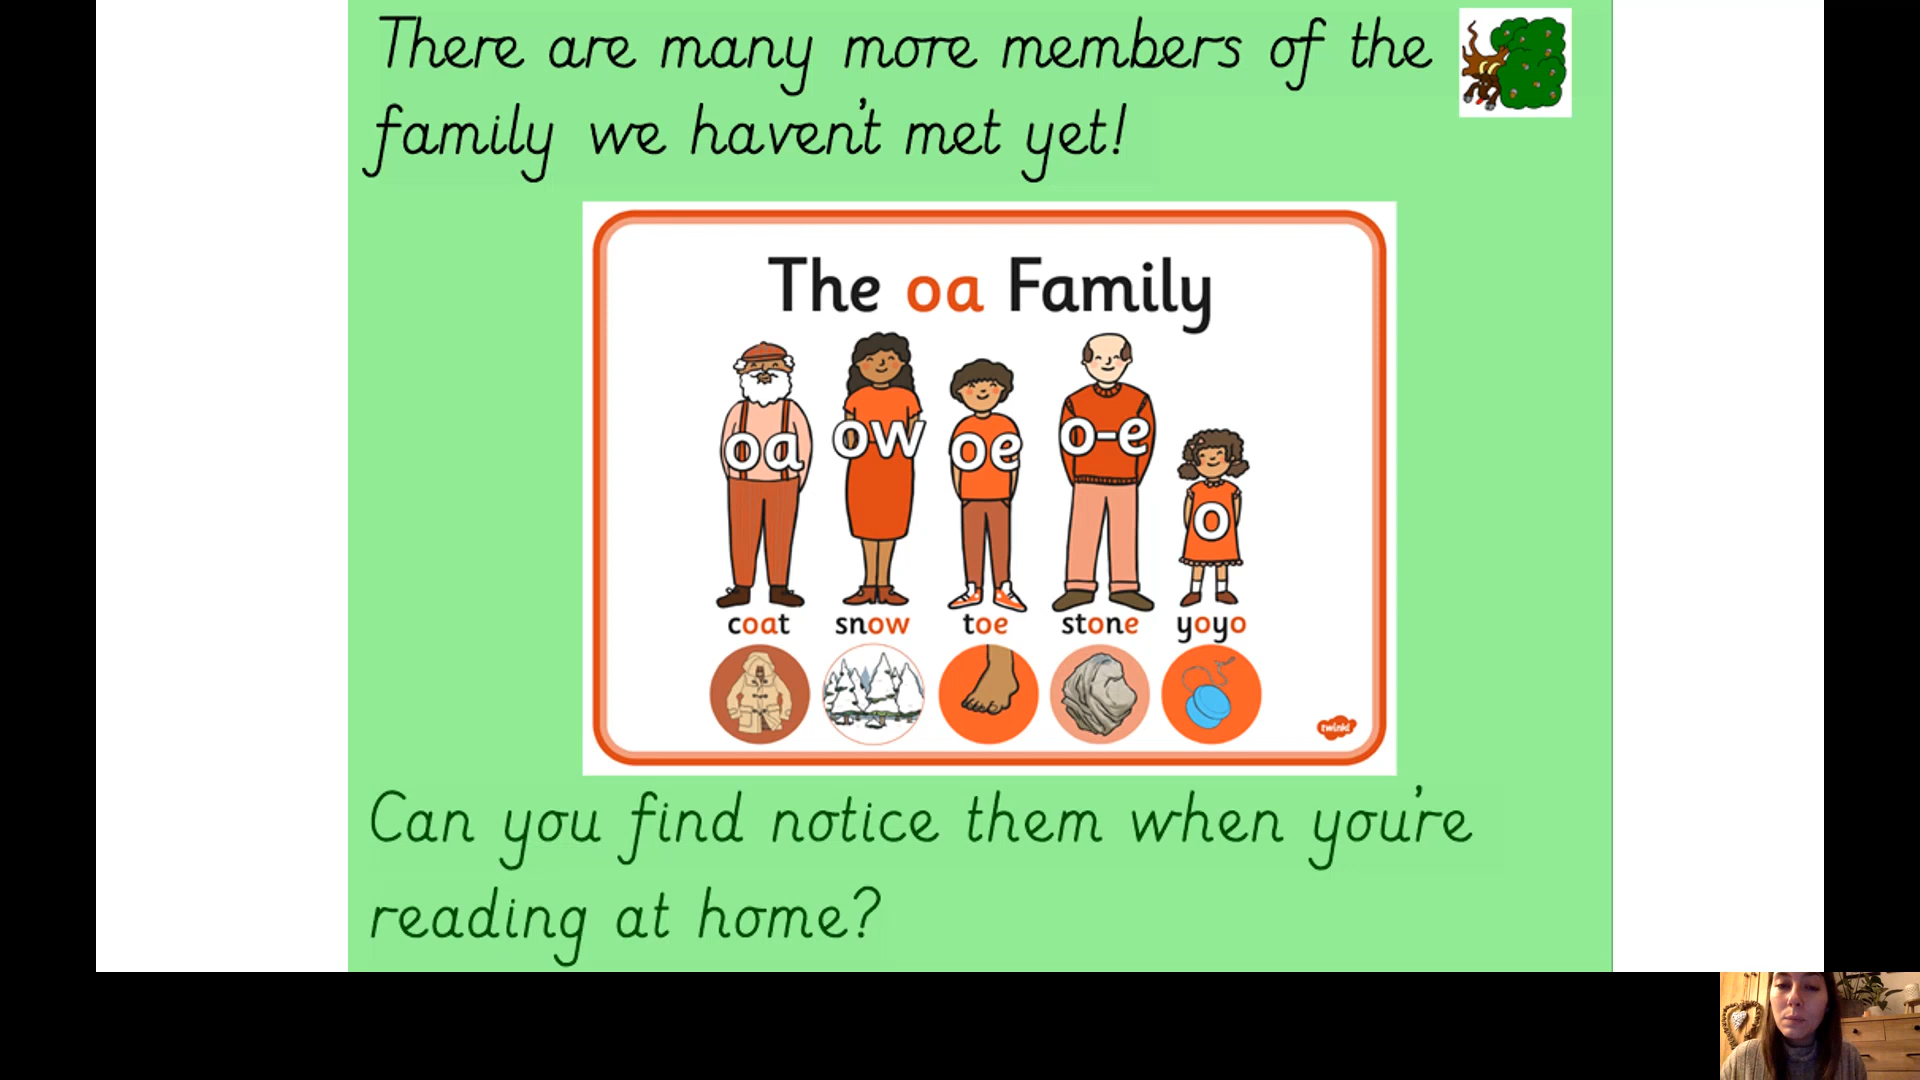 There are many more members of the
family we haven't met yet!
The oa Family
oa ow oe o-e o
coat snow toe stone yoyo
twinkl
Can you find notice them when you're
reading at home?